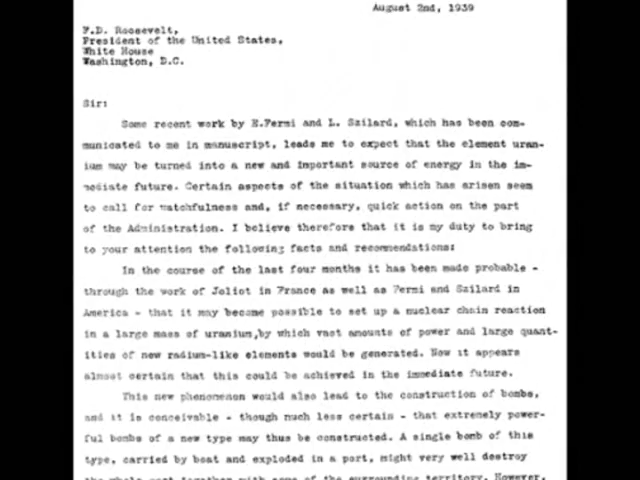 August 2nd, 1939
F.D. Roosevelt,
President of the United States,
White House
Washington, D.C.
Sir:
Some recent work by E.Fermi and L. Szilard, which has been com-
municated to me in manuscript, leads me to expect that the element uran-
ium may be turned into a new and important source of energy in the im-
mediate future. Certain aspects of the situation which has arisen seem
to call for watchfulness and, if necessary, quick action on the part
of the Administration. I believe therefore that it is my duty to bring
to your attention the following facts and recommendations:
In the course of the last four months it has been made probable -
through the work of Joliot in France as well as Fermi and Szilard in
America - that it may become possible to set up a nuclear chain reaction
in a large mass of uranium,by which vast amounts of power and large quant-
ities of new radium-like elements would be generated. Now it appears
almost certain that this could be achieved in the immediate future.
This new phenomenon would also lead to the construction of bombs,
and it is conceivable - though much less certain - that extremely power-
ful bombs of a new type may thus be constructed. A single bomb of this
type, carried by boat and exploded in a port, might very well destroy
the whole port together with some of the surrounding territory. However,